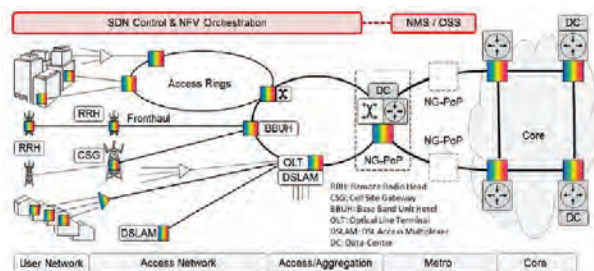 SDN Control & NFV Orchestration
NMS / OSS
DC
DC
Access Rings
NG-PoP
RRH
Fronthaul
Core
RRH
CSG
BBUH
NG-PoP
NG-PoP
OLT
DSLAM
RRH: Remote Radio Head
CSG: Cell Site Gateway
BBUH: Base Band Unit Hotel
OLT: Optical Line Terminal
DSLAM: DSL Access Multiplexer
DC: Data-Center
DSLAM
DC
User Network
Access Network
Access/Aggregation
Metro
Core